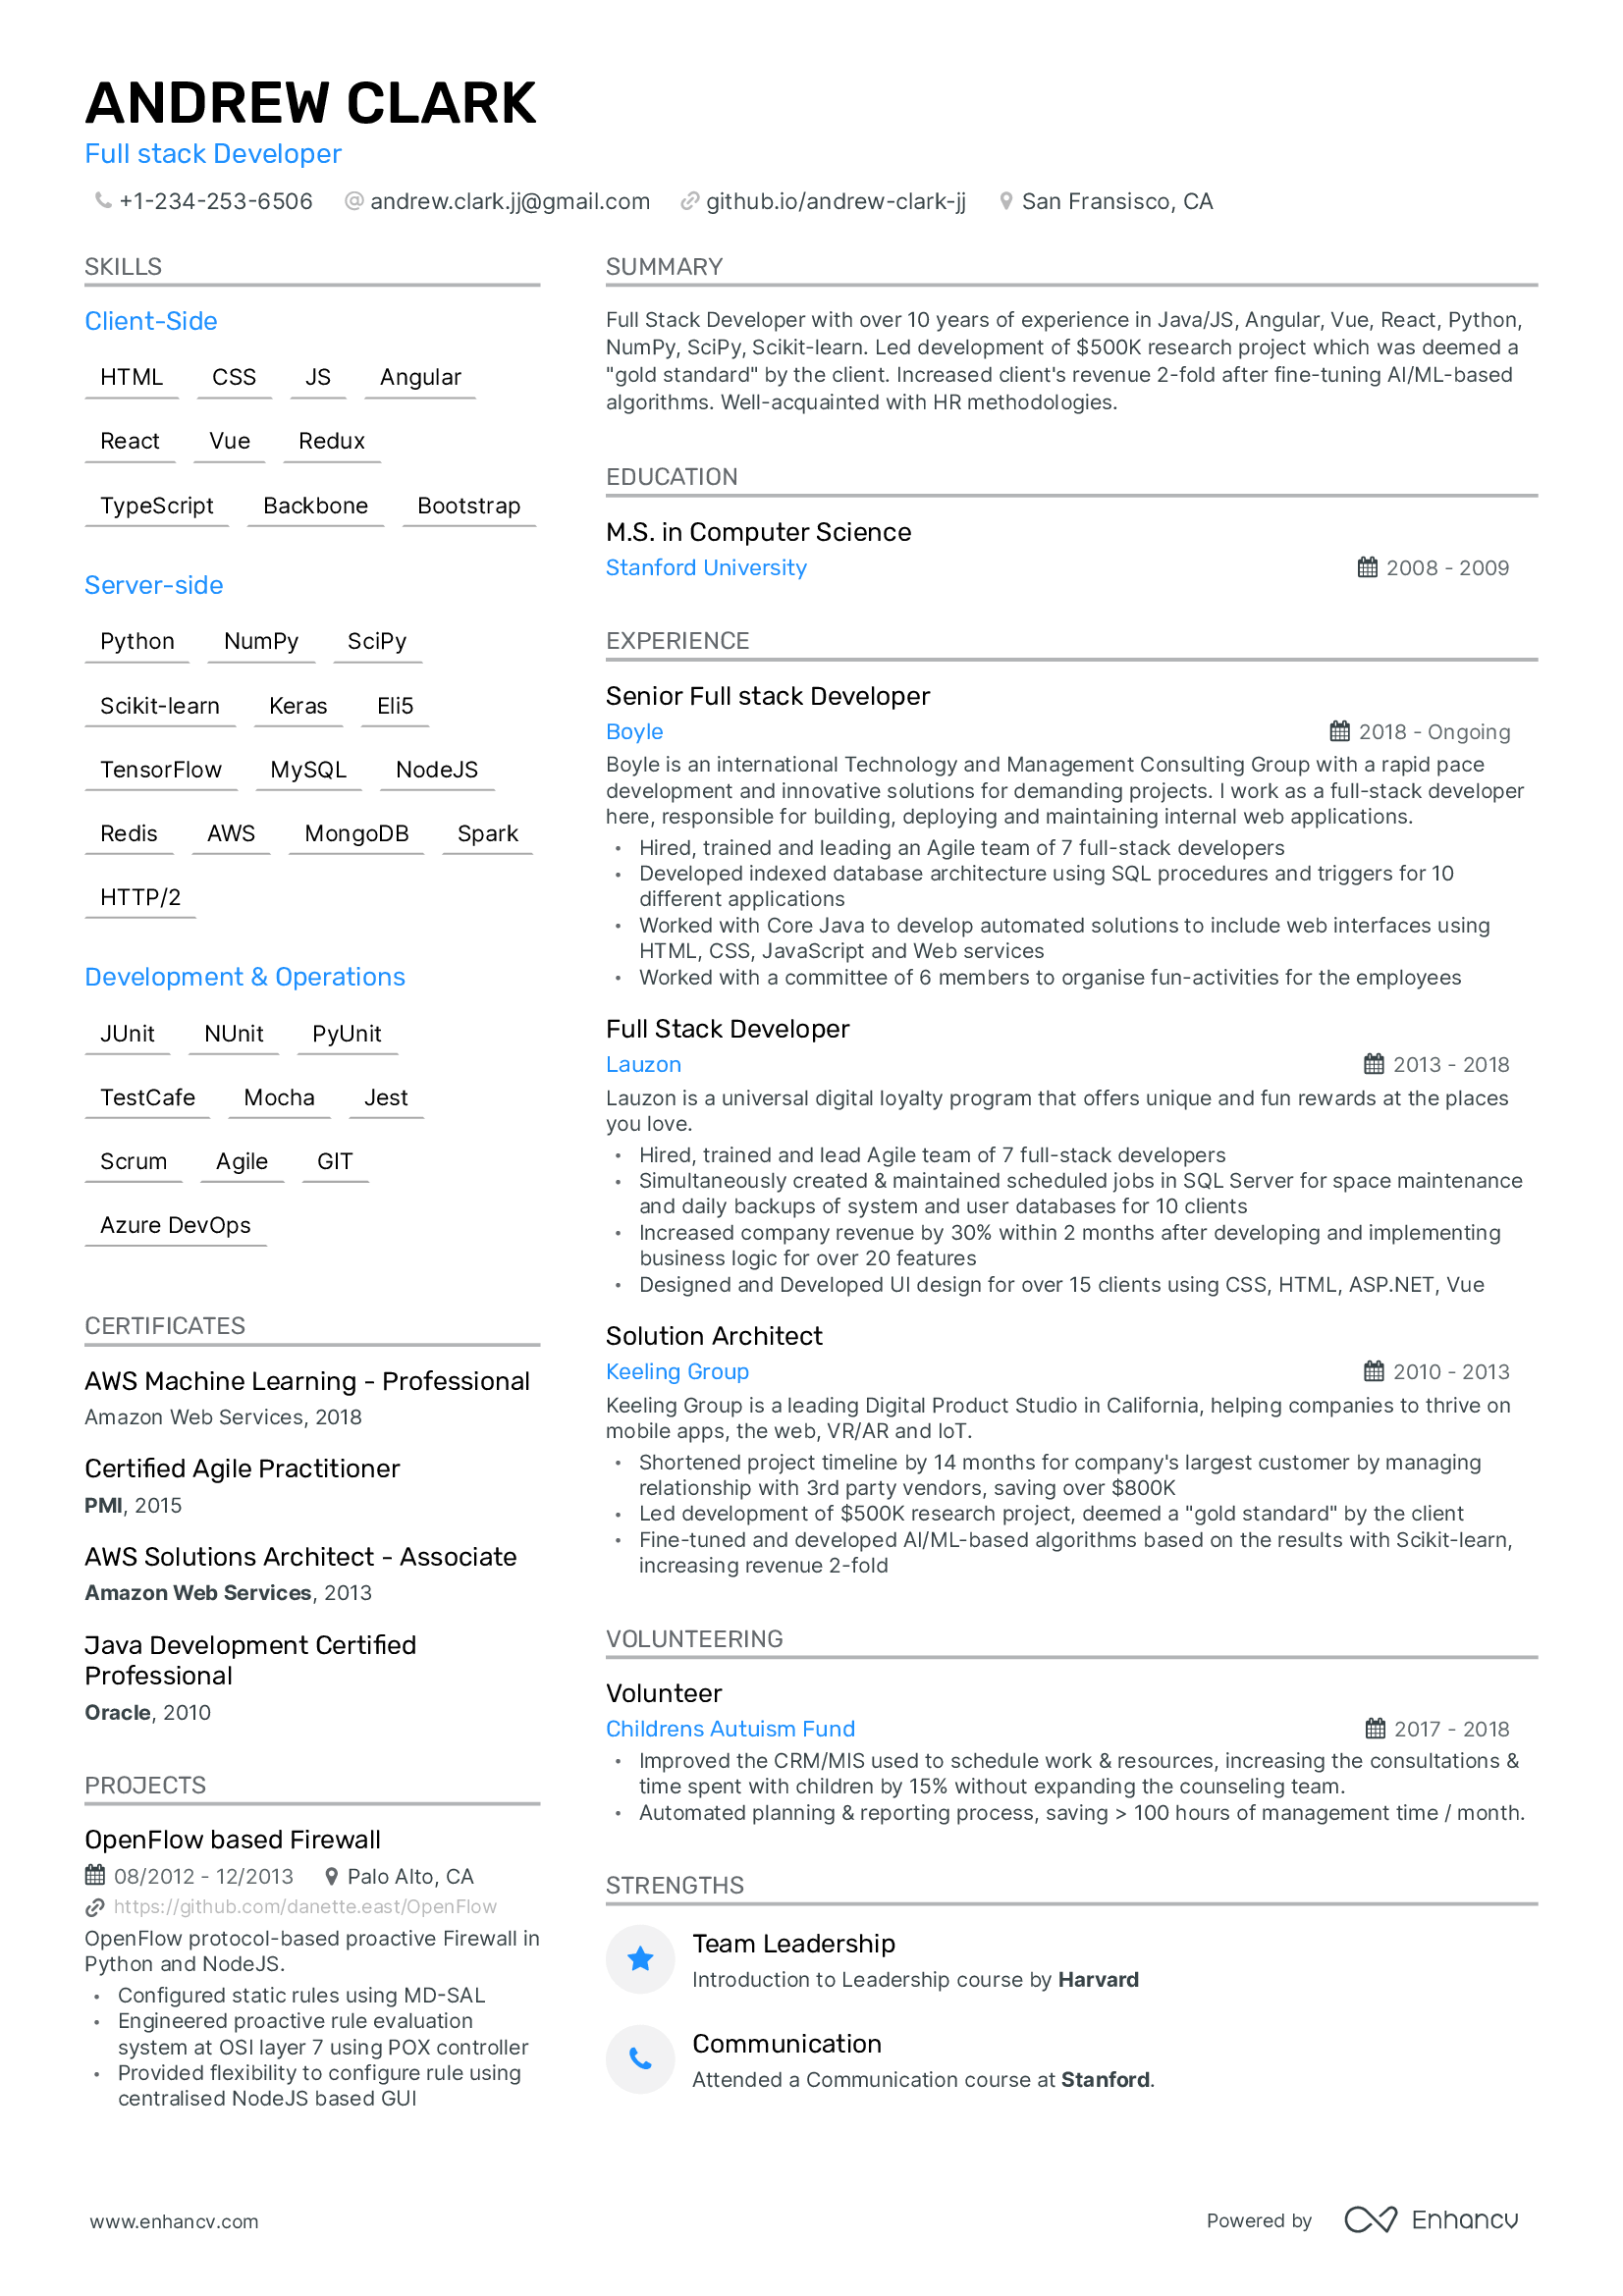 ANDREW CLARK
Full stack Developer
+1-234-253-6506 @ andrew.clark.jj@gmail.com github.io/andrew-clark-jj San Fransisco, CA
SKILLS
Client-Side
HTML CSS JS Angular
React Vue Redux
TypeScript Backbone Bootstrap
Server-side
Python NumPy SciPy
Scikit-learn Keras Eli5
TensorFlow MySQL NodeJS
Redis AWS MongoDB Spark
HTTP/2
Development & Operations
JUnit NUnit PyUnit
TestCafe Mocha Jest
Scrum Agile GIT
Azure DevOps
CERTIFICATES
AWS Machine Learning - Professional
Amazon Web Services, 2018
Certified Agile Practitioner
PMI, 2015
AWS Solutions Architect - Associate
Amazon Web Services, 2013
Java Development Certified
Professional
Oracle, 2010
PROJECTS
OpenFlow based Firewall
08/2012 - 12/2013 Palo Alto, CA
https://github.com/danette.east/OpenFlow
OpenFlow protocol-based proactive Firewall in
Python and NodeJS.
• Configured static rules using MD-SAL
• Engineered proactive rule evaluation
system at OSI layer 7 using POX controller
• Provided flexibility to configure rule using
centralised NodeJS based GUI
SUMMARY
Full Stack Developer with over 10 years of experience in Java/JS, Angular, Vue, React, Python,
NumPy, SciPy, Scikit-learn. Led development of $500K research project which was deemed a
"gold standard" by the client. Increased client's revenue 2-fold after fine-tuning AI/ML-based
algorithms. Well-acquainted with HR methodologies.
EDUCATION
M.S. in Computer Science
Stanford University 2008 - 2009
EXPERIENCE
Senior Full stack Developer
Boyle 2018 - Ongoing
Boyle is an international Technology and Management Consulting Group with a rapid pace
development and innovative solutions for demanding projects. I work as a full-stack developer
here, responsible for building, deploying and maintaining internal web applications.
• Hired, trained and leading an Agile team of 7 full-stack developers
• Developed indexed database architecture using SQL procedures and triggers for 10
different applications
• Worked with Core Java to develop automated solutions to include web interfaces using
HTML, CSS, JavaScript and Web services
• Worked with a committee of 6 members to organise fun-activities for the employees
Full Stack Developer
Lauzon 2013 - 2018
Lauzon is a universal digital loyalty program that offers unique and fun rewards at the places
you love.
• Hired, trained and lead Agile team of 7 full-stack developers
• Simultaneously created & maintained scheduled jobs in SQL Server for space maintenance
and daily backups of system and user databases for 10 clients
• Increased company revenue by 30% within 2 months after developing and implementing
business logic for over 20 features
• Designed and Developed UI design for over 15 clients using CSS, HTML, ASP.NET, Vue
Solution Architect
Keeling Group 2010 - 2013
Keeling Group is a leading Digital Product Studio in California, helping companies to thrive on
mobile apps, the web, VR/AR and IoT.
• Shortened project timeline by 14 months for company's largest customer by managing
relationship with 3rd party vendors, saving over $800K
• Led development of $500K research project, deemed a "gold standard" by the client
• Fine-tuned and developed AI/ML-based algorithms based on the results with Scikit-learn,
increasing revenue 2-fold
VOLUNTEERING
Volunteer
Childrens Autuism Fund 2017 - 2018
• Improved the CRM/MIS used to schedule work & resources, increasing the consultations &
time spent with children by 15% without expanding the counseling team.
• Automated planning & reporting process, saving > 100 hours of management time / month.
STRENGTHS
Team Leadership
Introduction to Leadership course by Harvard
Communication
Attended a Communication course at Stanford.
www.enhancv.com
Powered by Enhancv